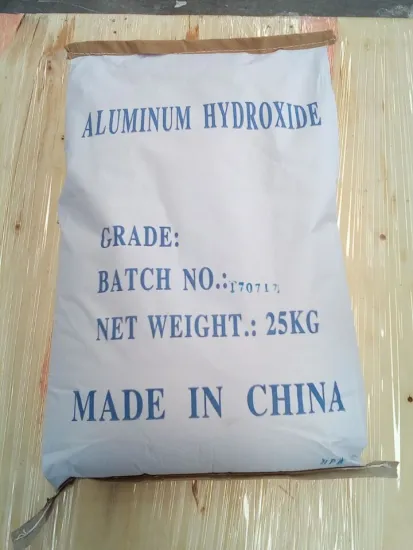 ALUMINUM HYDROXIDE
GRADE:
BATCH NO.: 170717
NET WEIGHT.: 25KG
MADE IN CHINA